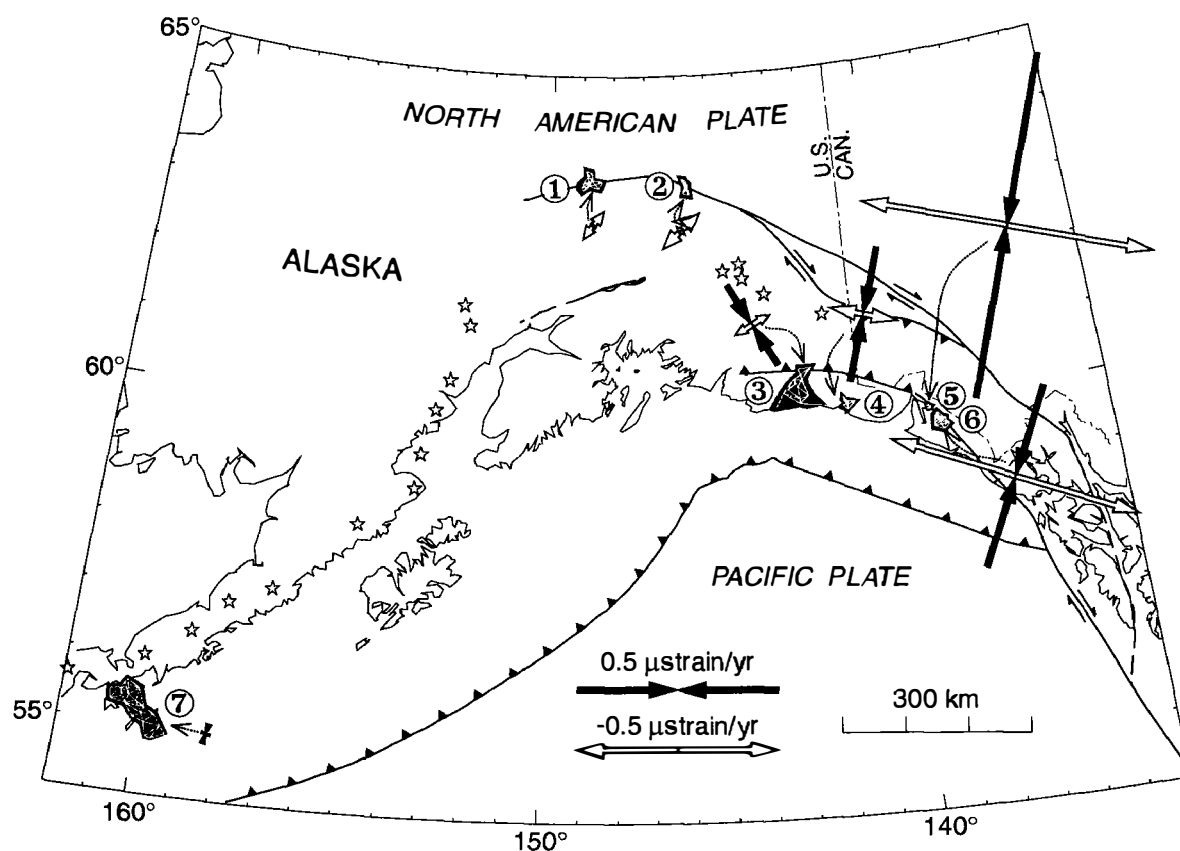 65°
NORTH AMERICAN PLATE
U.S.
CAN.
①
②
ALASKA
60°
③
④
⑤
⑥
PACIFIC PLATE
0.5 μstrain/yr
300 km
-0.5 μstrain/yr
⑦
55°
160°
150°
140°